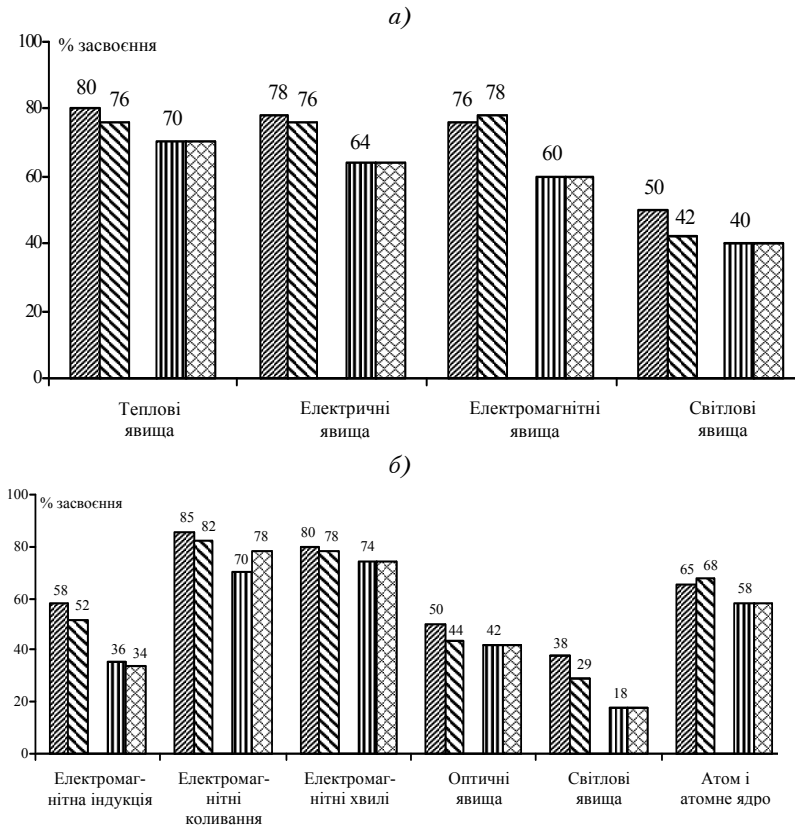 а)
% засвоєння
100
80
60
40
20
0
80 76 70
78 76 64
76 78 60
50 42 40
Теплові
явища
Електричні
явища
Електромагнітні
явища
Світлові
явища
б)
% засвоєння
100
80
60
40
20
0
58 52 36 34
85 82 70 78
80 78 74
50 44 42
38 29 18
65 68 58
Електромаг-
нітна індукція
Електромаг-
нітні
коливання
Електромаг-
нітні хвилі
Оптичні
явища
Світлові
явища
Атом і
атомне ядро